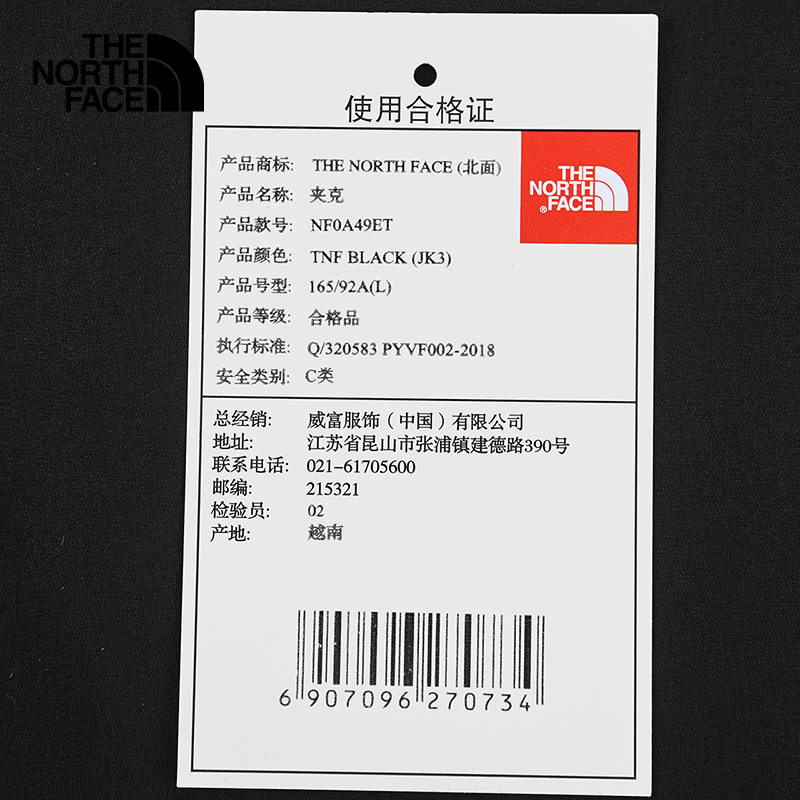 THE
NORTH
FACE
使用合格证
产品商标: THE NORTH FACE (北面)
产品名称: 夹克
产品款号: NF0A49ET
产品颜色: TNF BLACK (JK3)
产品号型: 165/92A(L)
产品等级: 合格品
执行标准: Q/320583 PYVF002-2018
安全类别: C类
THE
NORTH
®FACE
总经销: 威富服饰（中国）有限公司
地址: 江苏省昆山市张浦镇建德路390号
联系电话: 021-61705600
邮编: 215321
检验员: 02
产地: 越南
6 907096 270734